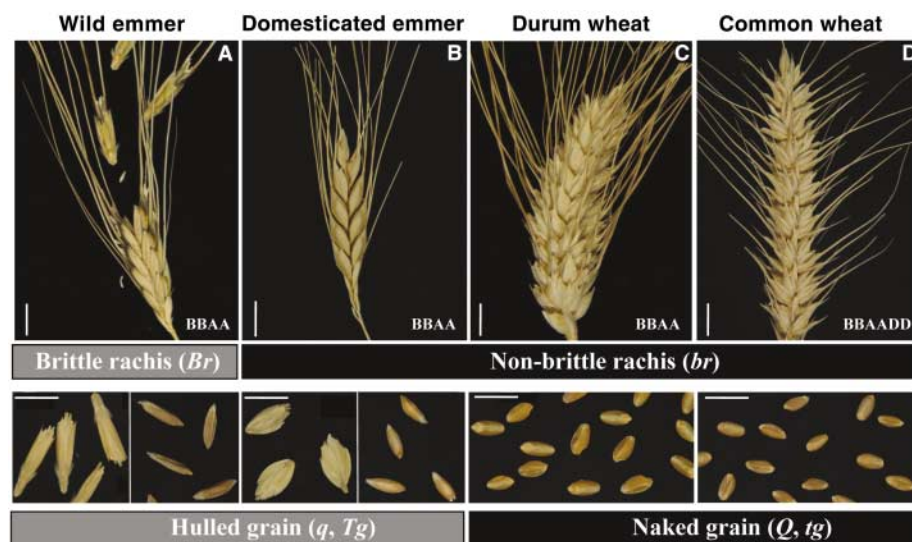 Wild emmer Domesticated emmer Durum wheat Common wheat
A B C D
BBAA BBAA BBAA BBAADD
Brittle rachis (Br) Non-brittle rachis (br)
Hulled grain (q, Tg) Naked grain (Q, tg)